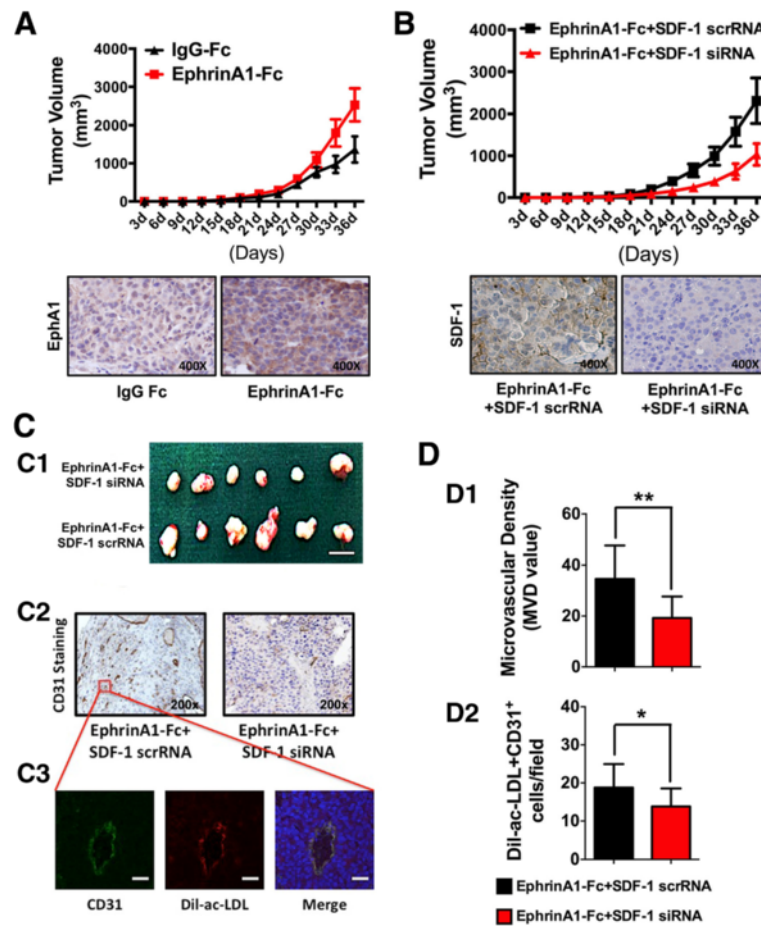 A
IgG-Fc
EphrinA1-Fc
Tumor Volume
(mm³)
4000
3000
2000
1000
0
3d 6d 9d 12d 15d 18d 21d 24d 27d 30d 33d 36d
(Days)
EphA1
400X
400X
IgG Fc
EphrinA1-Fc
B
EphrinA1-Fc+SDF-1 scrRNA
EphrinA1-Fc+SDF-1 siRNA
Tumor Volume
(mm³)
4000
3000
2000
1000
0
3d 6d 9d 12d 15d 18d 21d 24d 27d 30d 33d 36d
(Days)
SDF-1
400X
400X
EphrinA1-Fc
+SDF-1 scrRNA
EphrinA1-Fc
+SDF-1 siRNA
C
C1
EphrinA1-Fc+
SDF-1 siRNA
EphrinA1-Fc+
SDF-1 scrRNA
C2
CD31 Staining
200x
200x
EphrinA1-Fc+
SDF-1 scrRNA
EphrinA1-Fc+
SDF-1 siRNA
C3
CD31
Dil-ac-LDL
Merge
D
D1
Microvascular Density
(MVD value)
60
40
20
0
**
D2
Dil-ac-LDL+CD31⁺
cells/field
40
30
20
10
0
*
EphrinA1-Fc+SDF-1 scrRNA
EphrinA1-Fc+SDF-1 siRNA